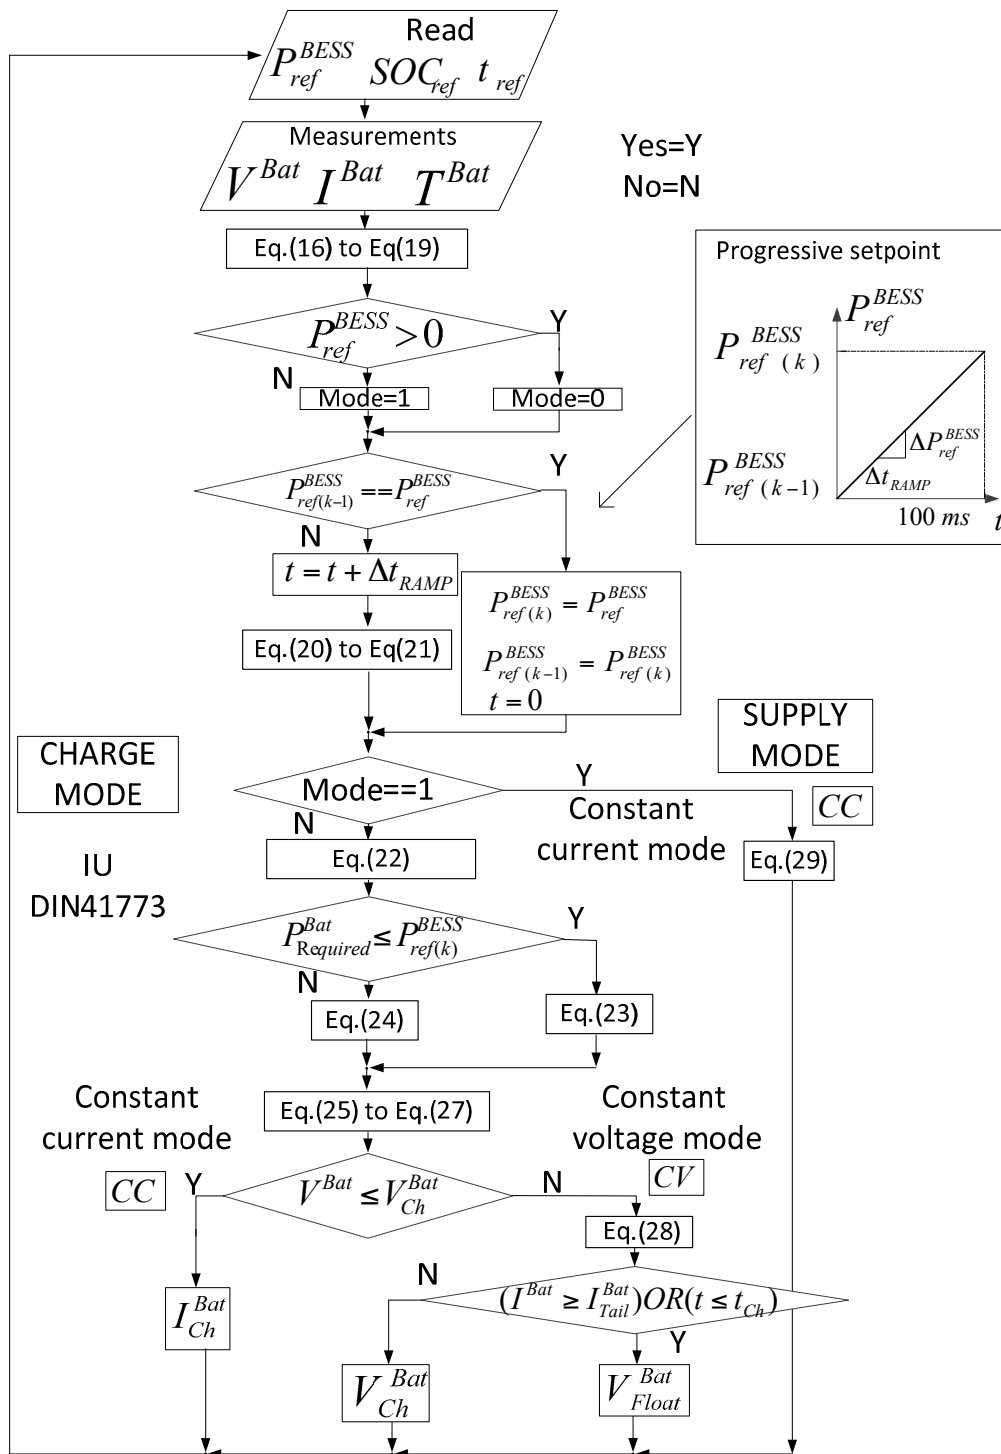 Read
P_ref^BESS SOC_ref t_ref
Measurements
V^Bat I^Bat T^Bat
Yes=Y
No=N
Eq.(16) to Eq(19)
Progressive setpoint
P_ref^BESS
P_ref (k)^BESS
P_ref (k-1)^BESS
ΔP_ref^BESS
Δt_RAMP
100 ms t
P_ref^BESS > 0
Y
N
Mode=1
Mode=0
P_ref(k-1)^BESS == P_ref^BESS
Y
N
t = t + Δt_RAMP
P_ref(k)^BESS = P_ref^BESS
P_ref (k-1)^BESS = P_ref(k)^BESS
t = 0
Eq.(20) to Eq(21)
CHARGE
MODE
SUPPLY
MODE
Mode==1
Y
N
Constant
current mode
CC
Eq.(22)
Eq.(29)
IU
DIN41773
P_Required^Bat ≤ P_ref(k)^BESS
Y
N
Eq.(24)
Eq.(23)
Eq.(25) to Eq.(27)
Constant
current mode
CC
Constant
voltage mode
CV
V^Bat ≤ V_Ch^Bat
Y
N
Eq.(28)
(I^Bat ≥ I_Tail^Bat)OR(t ≤ t_Ch)
N
Y
I_Ch^Bat
V_Ch^Bat
V_Float^Bat